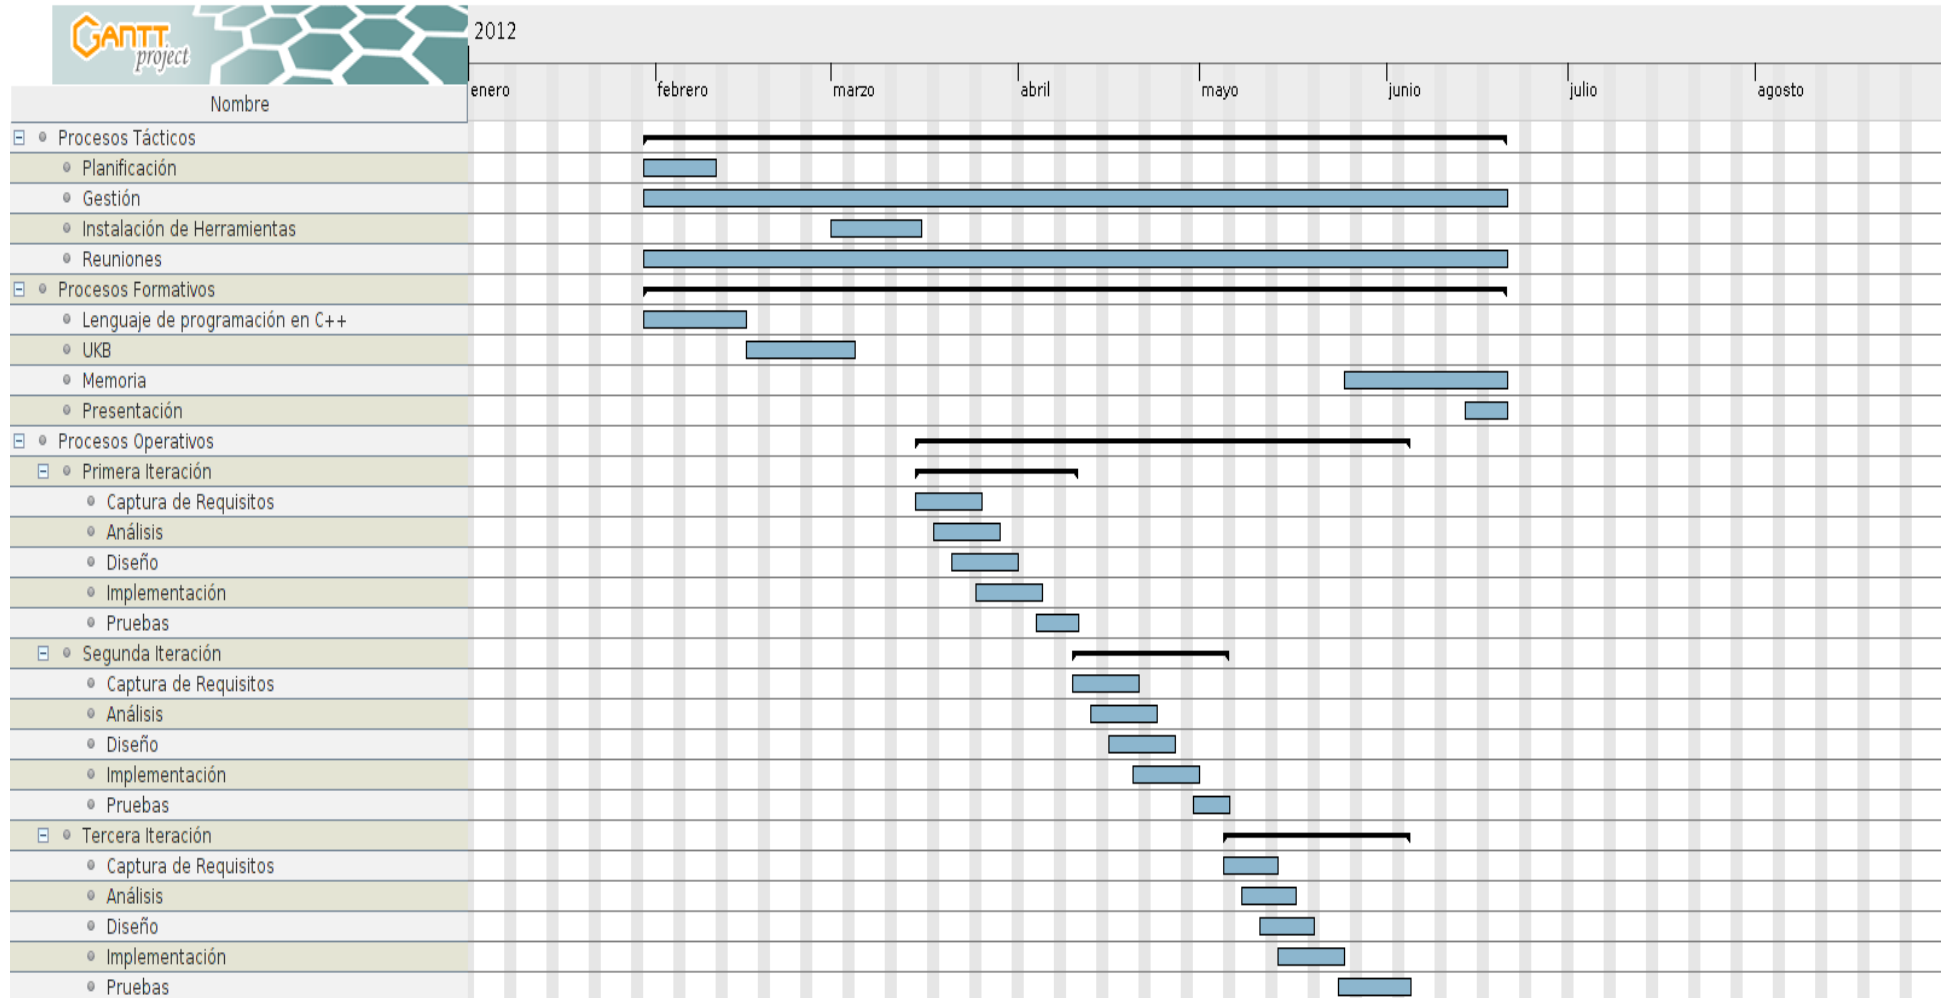 GANTT
project
2012
enero febrero marzo abril mayo junio julio agosto
Nombre
Procesos Tácticos
Planificación
Gestión
Instalación de Herramientas
Reuniones
Procesos Formativos
Lenguaje de programación en C++
UKB
Memoria
Presentación
Procesos Operativos
Primera Iteración
Captura de Requisitos
Análisis
Diseño
Implementación
Pruebas
Segunda Iteración
Captura de Requisitos
Análisis
Diseño
Implementación
Pruebas
Tercera Iteración
Captura de Requisitos
Análisis
Diseño
Implementación
Pruebas